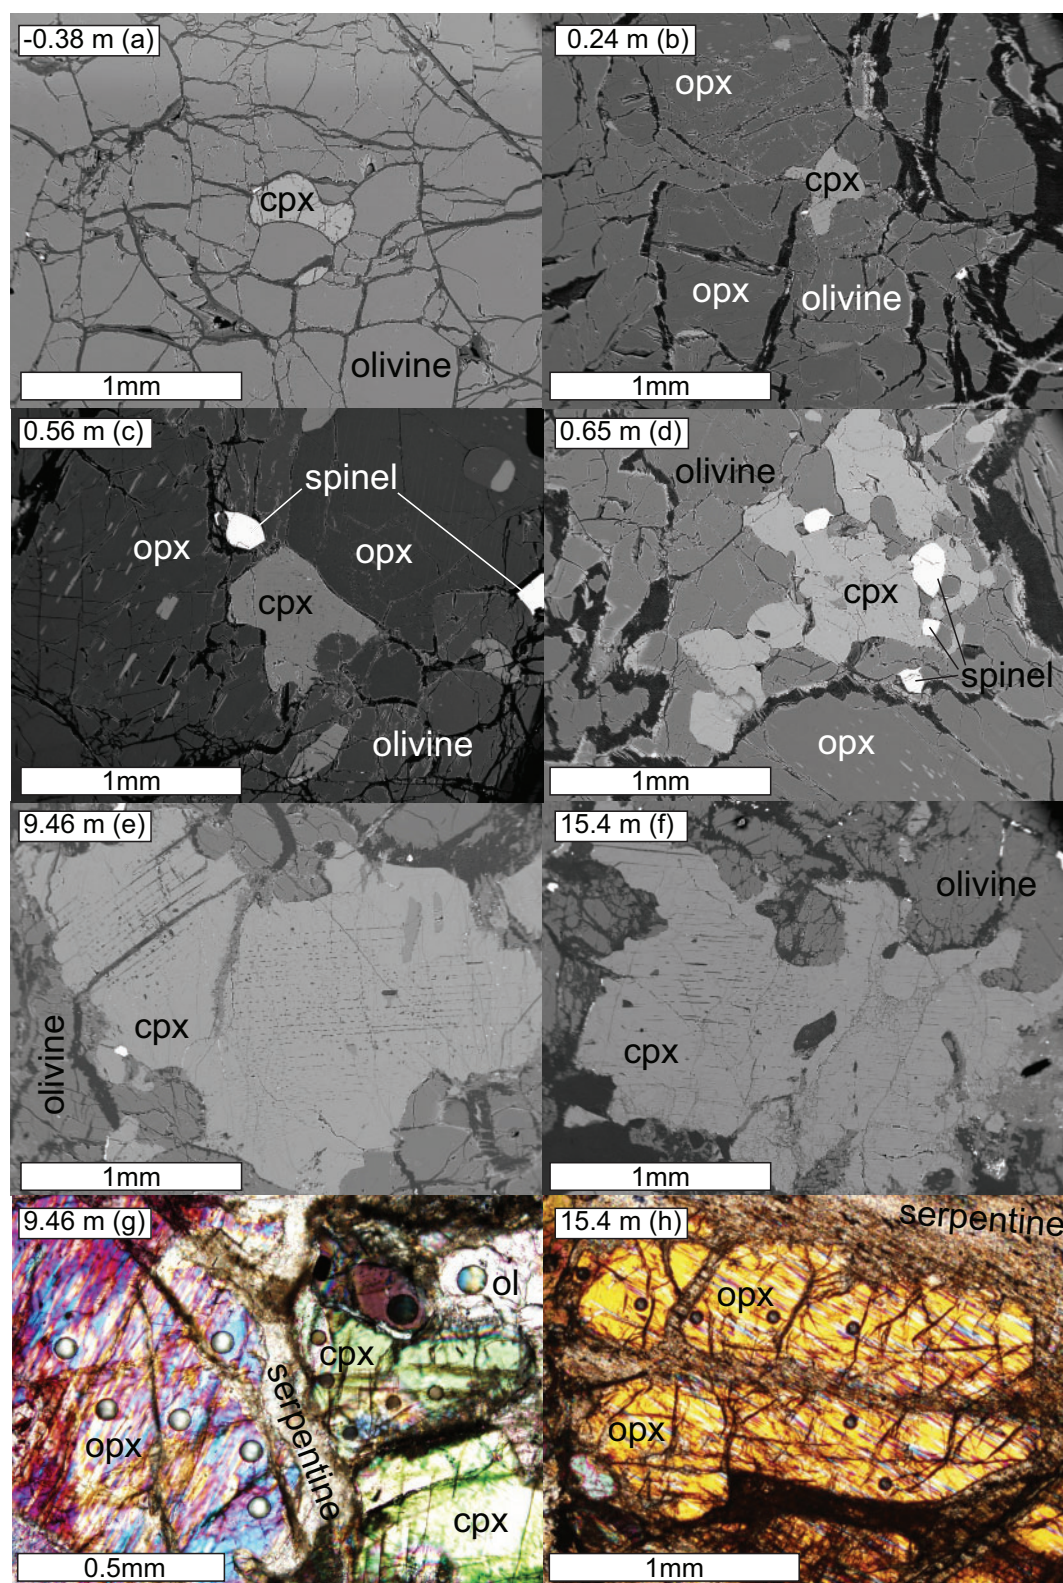 -0.38 m (a)
cpx
olivine
1mm
0.24 m (b)
opx
cpx
opx
olivine
1mm
0.56 m (c)
spinel
opx
opx
cpx
olivine
1mm
0.65 m (d)
olivine
cpx
spinel
opx
1mm
9.46 m (e)
cpx
olivine
1mm
15.4 m (f)
olivine
cpx
1mm
9.46 m (g)
ol
cpx
serpentine
opx
cpx
0.5mm
15.4 m (h)
serpentine
opx
opx
1mm